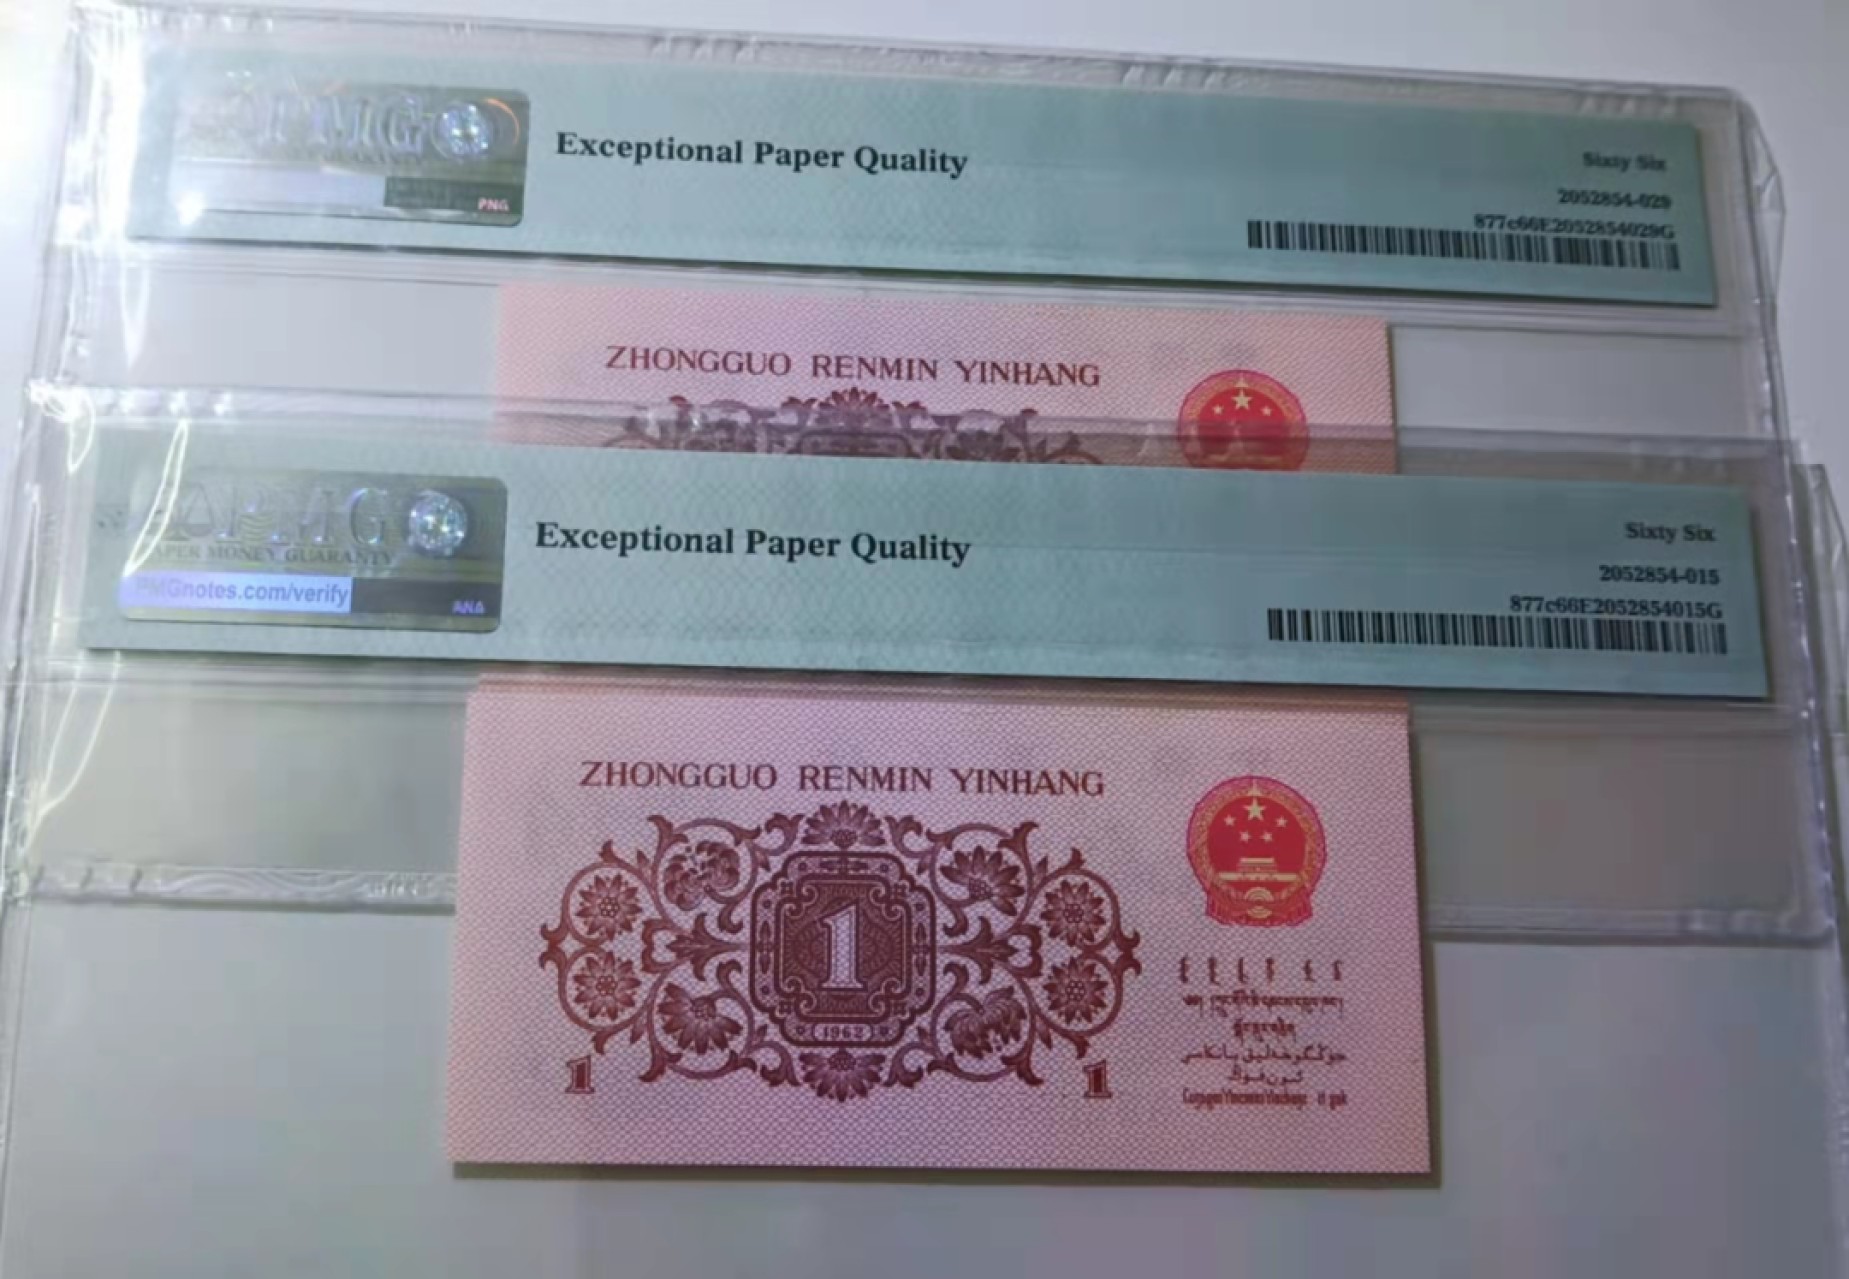 PMG
PNG
Exceptional Paper Quality
Sixty Six
2052854-029
877c66E2052854029G
ZHONGGUO RENMIN YINHANG
PMG
PAPER MONEY GUARANTY
PMGnotes.com/verify
ANA
Exceptional Paper Quality
Sixty Six
2052854-015
877c66E2052854015G
ZHONGGUO RENMIN YINHANG
1
1962
1 1